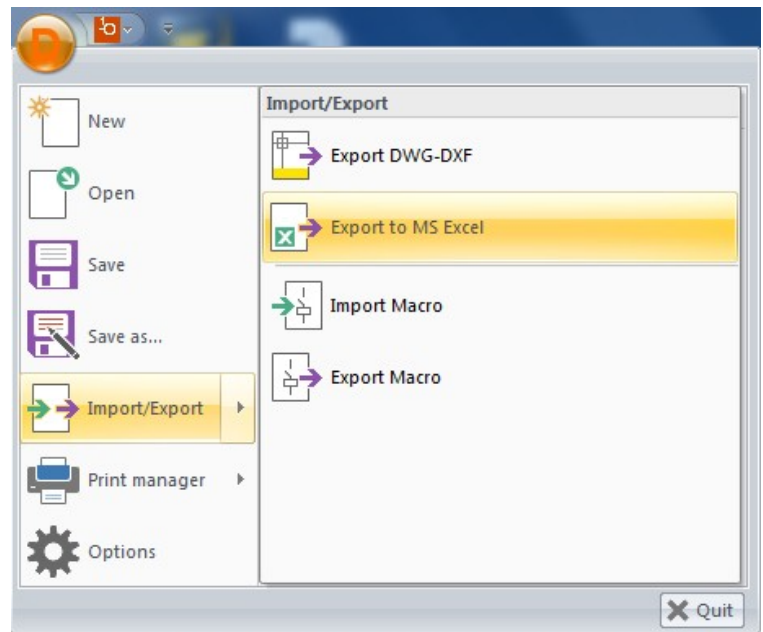 D
New
Open
Save
Save as...
Import/Export
Print manager
Options
Import/Export
Export DWG-DXF
Export to MS Excel
Import Macro
Export Macro
Quit